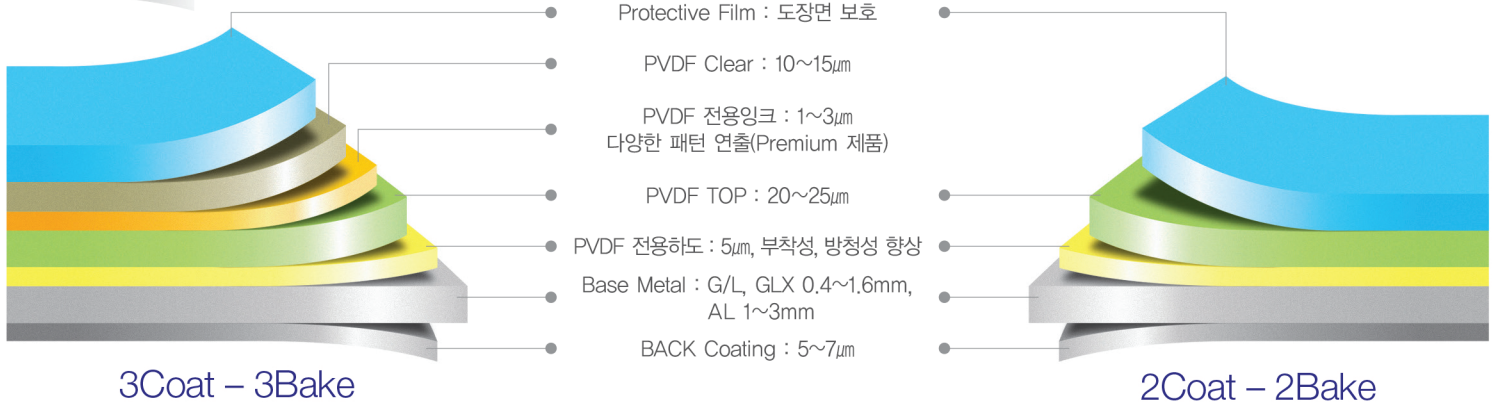 Protective Film : 도장면 보호
PVDF Clear : 10~15㎛
PVDF 전용잉크 : 1~3㎛
다양한 패턴 연출(Premium 제품)
PVDF TOP : 20~25㎛
PVDF 전용하도 : 5㎛, 부착성, 방청성 향상
Base Metal : G/L, GLX 0.4~1.6mm,
AL 1~3mm
BACK Coating : 5~7㎛
3Coat – 3Bake
2Coat – 2Bake